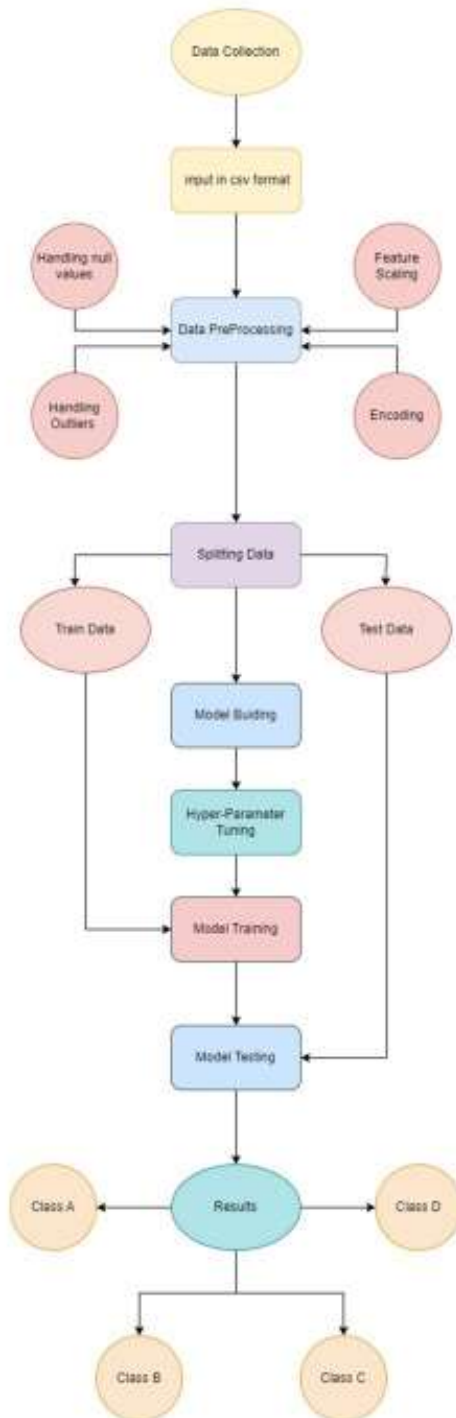 Data Collection
input in csv format
Handling null
values
Feature
Scaling
Data PreProcessing
Handling
Outliers
Encoding
Splitting Data
Train Data
Test Data
Model Buiding
Hyper-Parameter
Tuning
Model Training
Model Testing
Class A
Results
Class D
Class B
Class C